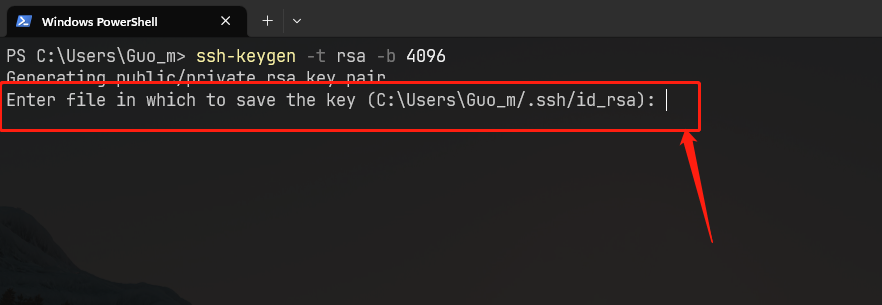 Windows PowerShell
PS C:\Users\Guo_m> ssh-keygen -t rsa -b 4096
Generating public/private rsa key pair
Enter file in which to save the key (C:\Users\Guo_m/.ssh/id_rsa):